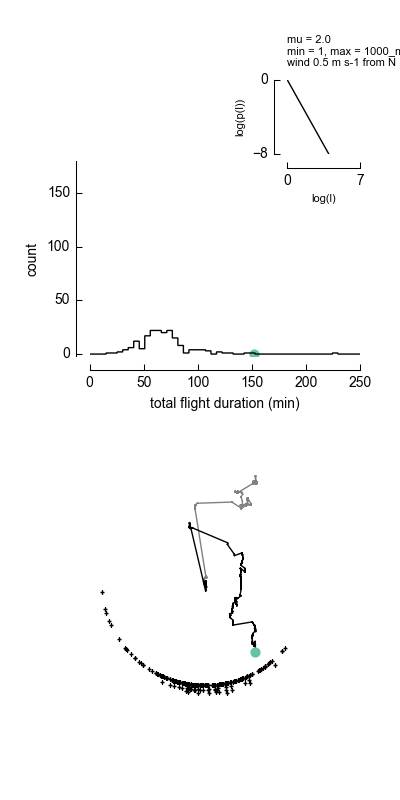 mu = 2.0
min = 1, max = 1000_m
wind 0.5 m s-1 from N
0
log(p(l))
−8
0
7
log(l)
150
100
50
0
count
0
50
100
150
200
250
total flight duration (min)